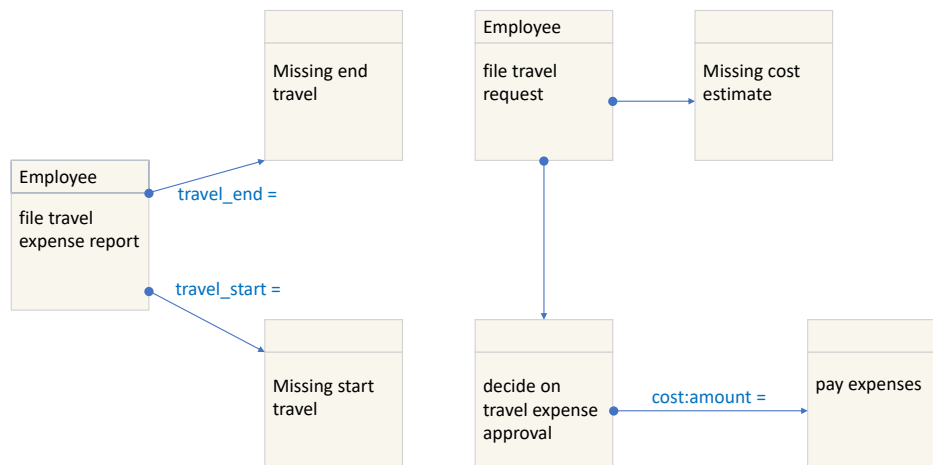 Missing end
travel
Employee
file travel
request
Missing cost
estimate
Employee
file travel
expense report
travel_end =
travel_start =
Missing start
travel
decide on
travel expense
approval
cost:amount =
pay expenses